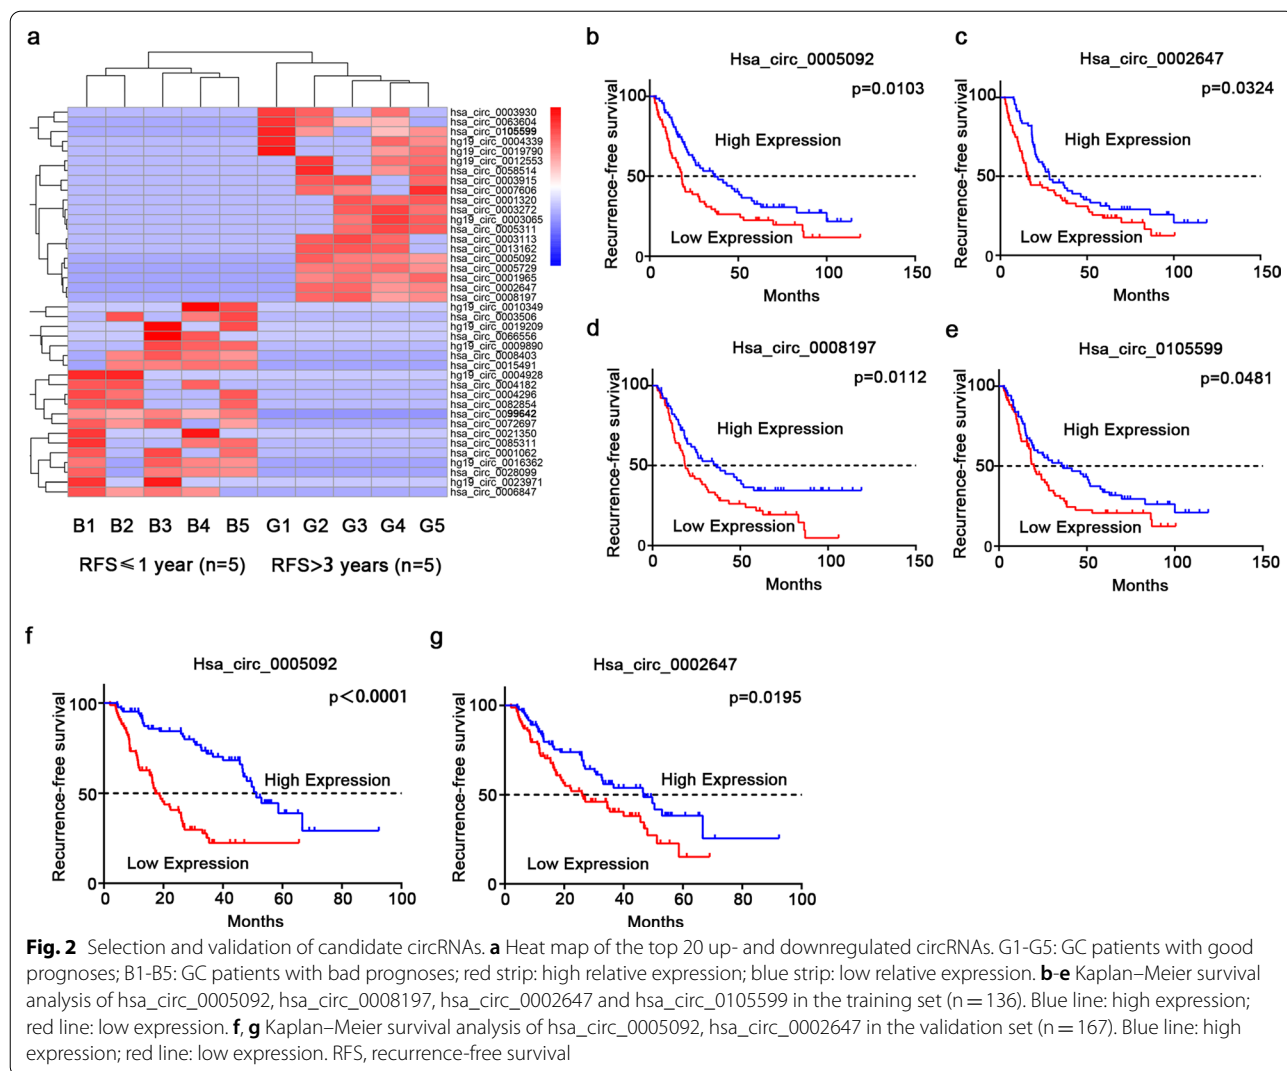 a
hsa_circ_0003930
hsa_circ_0063604
hsa_circ_0105599
hg19_circ_0004339
hg19_circ_0019790
hg19_circ_0012553
hsa_circ_0058514
hsa_circ_0003915
hsa_circ_0007606
hsa_circ_0001320
hsa_circ_0003272
hg19_circ_0003065
hsa_circ_0005311
hsa_circ_0003113
hsa_circ_0013162
hsa_circ_0005092
hsa_circ_0005729
hsa_circ_0001965
hsa_circ_0002647
hsa_circ_0008197
hg19_circ_0010349
hsa_circ_0003506
hg19_circ_0019209
hsa_circ_0066556
hg19_circ_0009890
hsa_circ_0008403
hsa_circ_0015491
hg19_circ_0004928
hsa_circ_0004182
hsa_circ_0004296
hsa_circ_0082854
hsa_circ_0099642
hsa_circ_0072697
hsa_circ_0021350
hsa_circ_0085311
hsa_circ_0001062
hg19_circ_0016362
hsa_circ_0028099
hg19_circ_0023971
hsa_circ_0006847
B1 B2 B3 B4 B5 G1 G2 G3 G4 G5
RFS≤1 year (n=5) RFS>3 years (n=5)
b
Hsa_circ_0005092
p=0.0103
Recurrence-free survival
100
50
0
High Expression
Low Expression
0 50 100 150
Months
c
Hsa_circ_0002647
p=0.0324
Recurrence-free survival
100
50
0
High Expression
Low Expression
0 50 100 150
Months
d
Hsa_circ_0008197
p=0.0112
Recurrence-free survival
100
50
0
High Expression
Low Expression
0 50 100 150
Months
e
Hsa_circ_0105599
p=0.0481
Recurrence-free survival
100
50
0
High Expression
Low Expression
0 50 100 150
Months
f
Hsa_circ_0005092
p<0.0001
Recurrence-free survival
100
50
0
High Expression
Low Expression
0 20 40 60 80 100
Months
g
Hsa_circ_0002647
p=0.0195
Recurrence-free survival
100
50
0
High Expression
Low Expression
0 20 40 60 80 100
Months
Fig. 2 Selection and validation of candidate circRNAs. a Heat map of the top 20 up- and downregulated circRNAs. G1-G5: GC patients with good
prognoses; B1-B5: GC patients with bad prognoses; red strip: high relative expression; blue strip: low relative expression. b-e Kaplan–Meier survival
analysis of hsa_circ_0005092, hsa_circ_0008197, hsa_circ_0002647 and hsa_circ_0105599 in the training set (n = 136). Blue line: high expression;
red line: low expression. f, g Kaplan–Meier survival analysis of hsa_circ_0005092, hsa_circ_0002647 in the validation set (n = 167). Blue line: high
expression; red line: low expression. RFS, recurrence-free survival